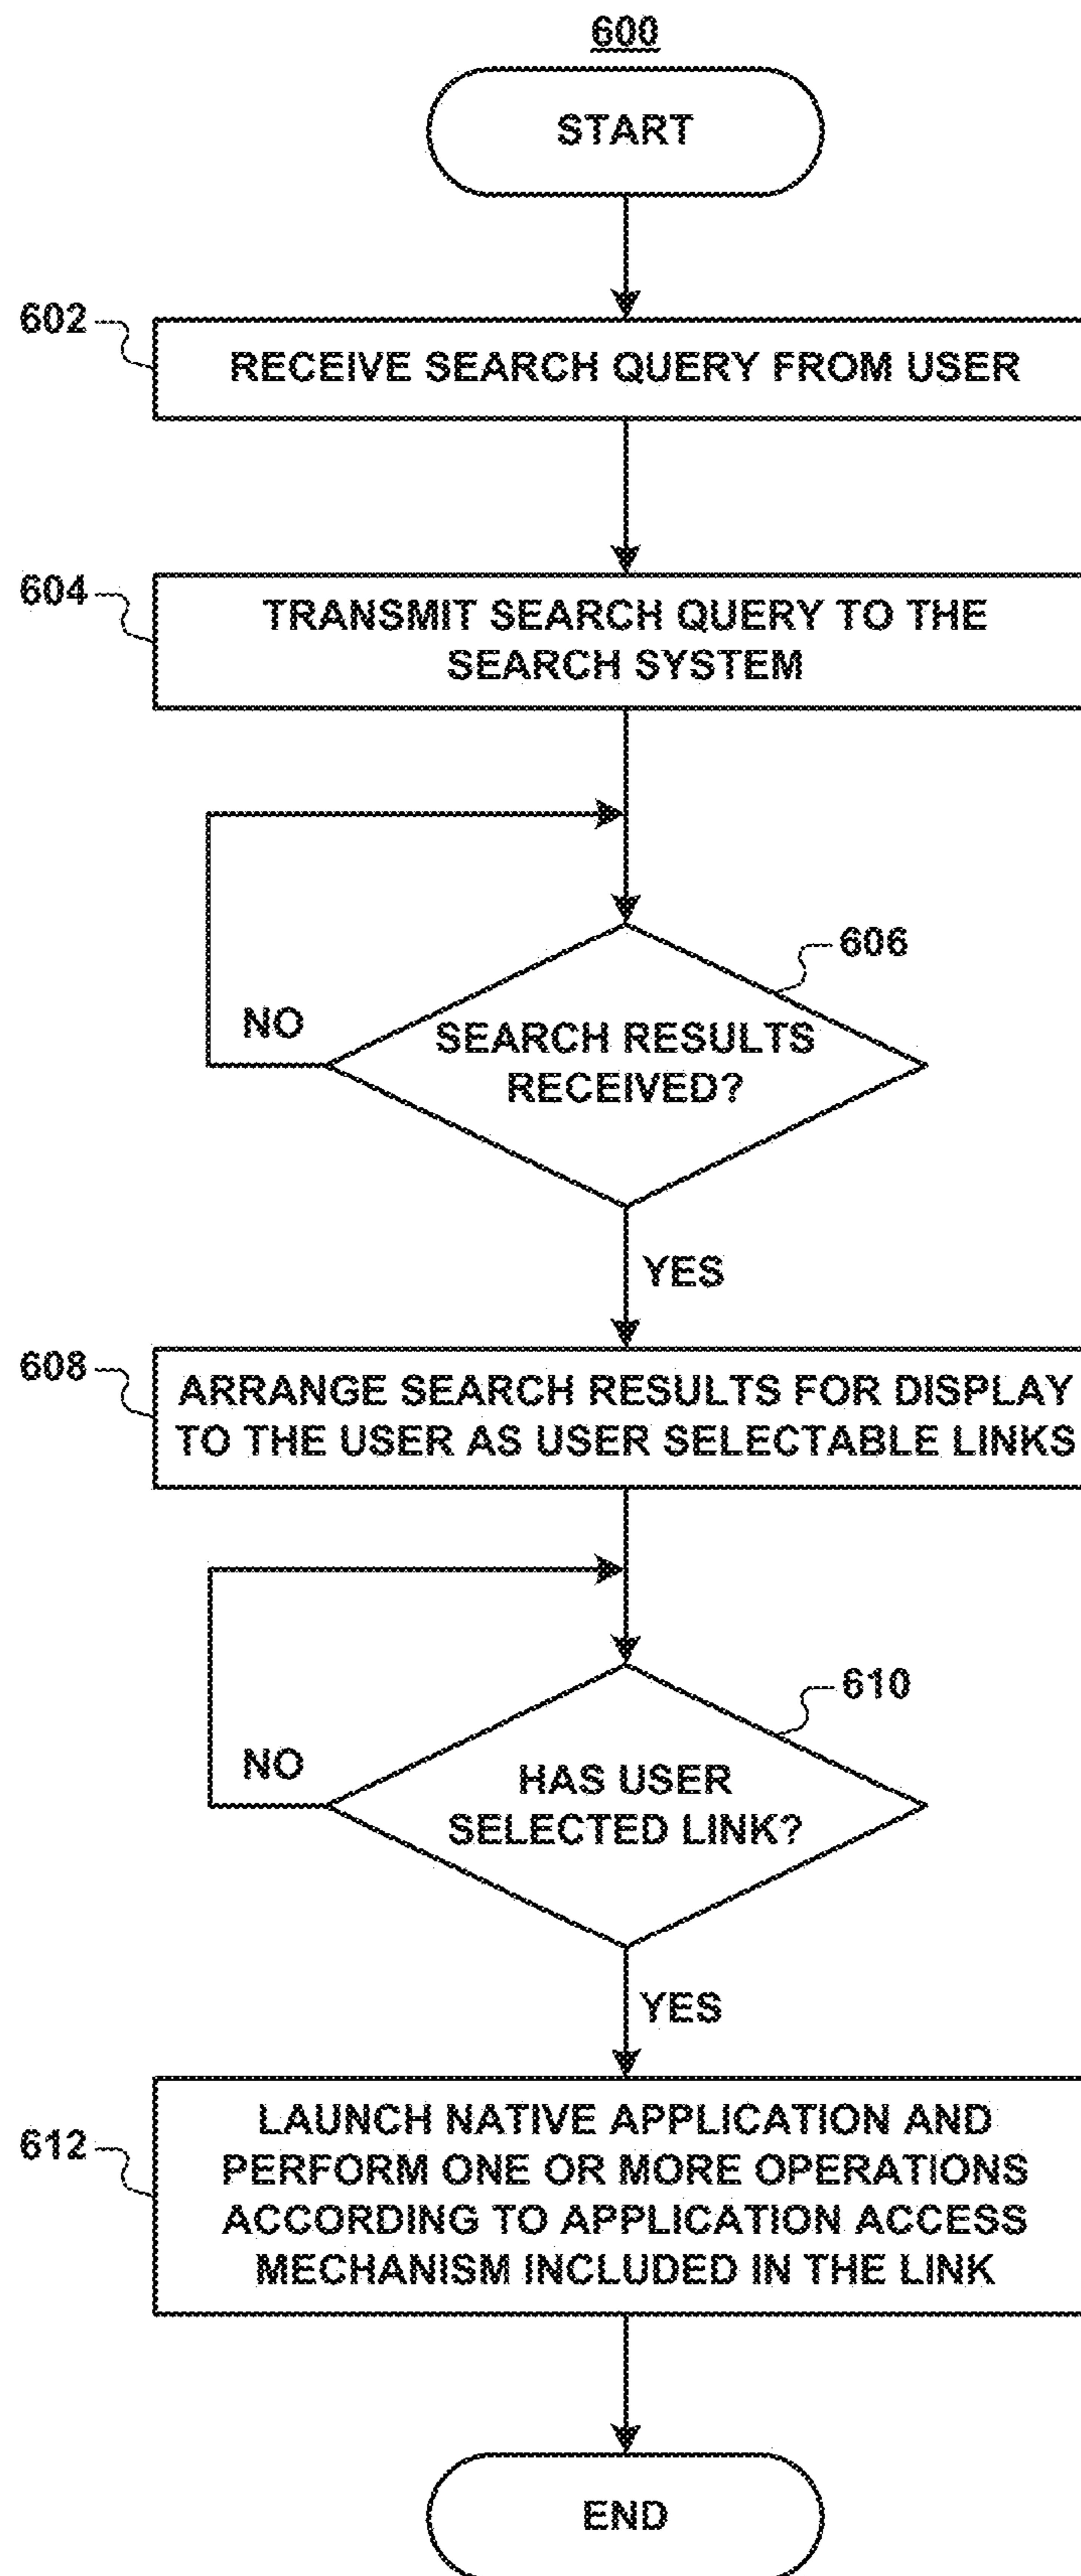 600
START
602
RECEIVE SEARCH QUERY FROM USER
604
TRANSMIT SEARCH QUERY TO THE
SEARCH SYSTEM
606
NO
SEARCH RESULTS
RECEIVED?
YES
608
ARRANGE SEARCH RESULTS FOR DISPLAY
TO THE USER AS USER SELECTABLE LINKS
610
NO
HAS USER
SELECTED LINK?
YES
612
LAUNCH NATIVE APPLICATION AND
PERFORM ONE OR MORE OPERATIONS
ACCORDING TO APPLICATION ACCESS
MECHANISM INCLUDED IN THE LINK
END